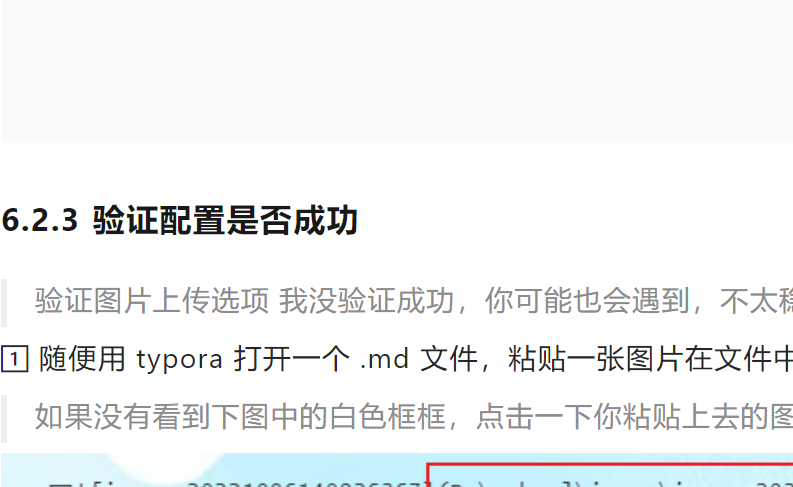 6.2.3 验证配置是否成功
验证图片上传选项 我没验证成功，你可能也会遇到，不太稳
1 随便用 typora 打开一个 .md 文件，粘贴一张图片在文件中
如果没有看到下图中的白色框框，点击一下你粘贴上去的图